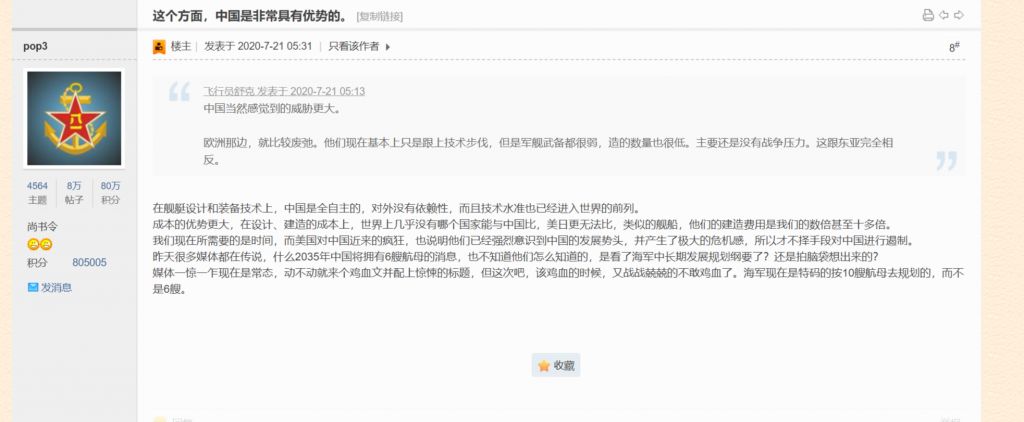 这个方面，中国是非常具有优势的。 [复制链接]
pop3
楼主 | 发表于 2020-7-21 05:31 | 只看该作者
8#
飞行员舒克 发表于 2020-7-21 05:13
中国当然感觉到的威胁更大。
欧洲那边，就比较废弛。他们现在基本上只是跟上技术步伐，但是军舰武备都很弱，造的数量也很低。主要还是没有战争压力。这跟东亚完全相
反。
4564 8万 80万
主题 帖子 积分
尚书令
积分 805005
发消息
在舰艇设计和装备技术上，中国是全自主的，对外没有依赖性，而且技术水准也已经进入世界的前列。
成本的优势更大，在设计、建造的成本上，世界上几乎没有哪个国家能与中国比，美日更无法比，类似的舰船，他们的建造费用是我们的数倍甚至十多倍。
我们现在所需要的是时间，而美国对中国近来的疯狂，也说明他们已经强烈意识到中国的发展势头，并产生了极大的危机感，所以才不择手段对中国进行遏制。
昨天很多媒体都在传说，什么2035年中国将拥有6艘航母的消息，也不知道他们怎么知道的，是看了海军中长期发展规划纲要了？还是拍脑袋想出来的？
媒体一惊一乍现在是常态，动不动就来个鸡血文并配上惊悚的标题，但这次吧，该鸡血的时候，又战战兢兢的不敢鸡血了。海军现在是特码的按10艘航母去规划的，而不
是6艘。
收藏